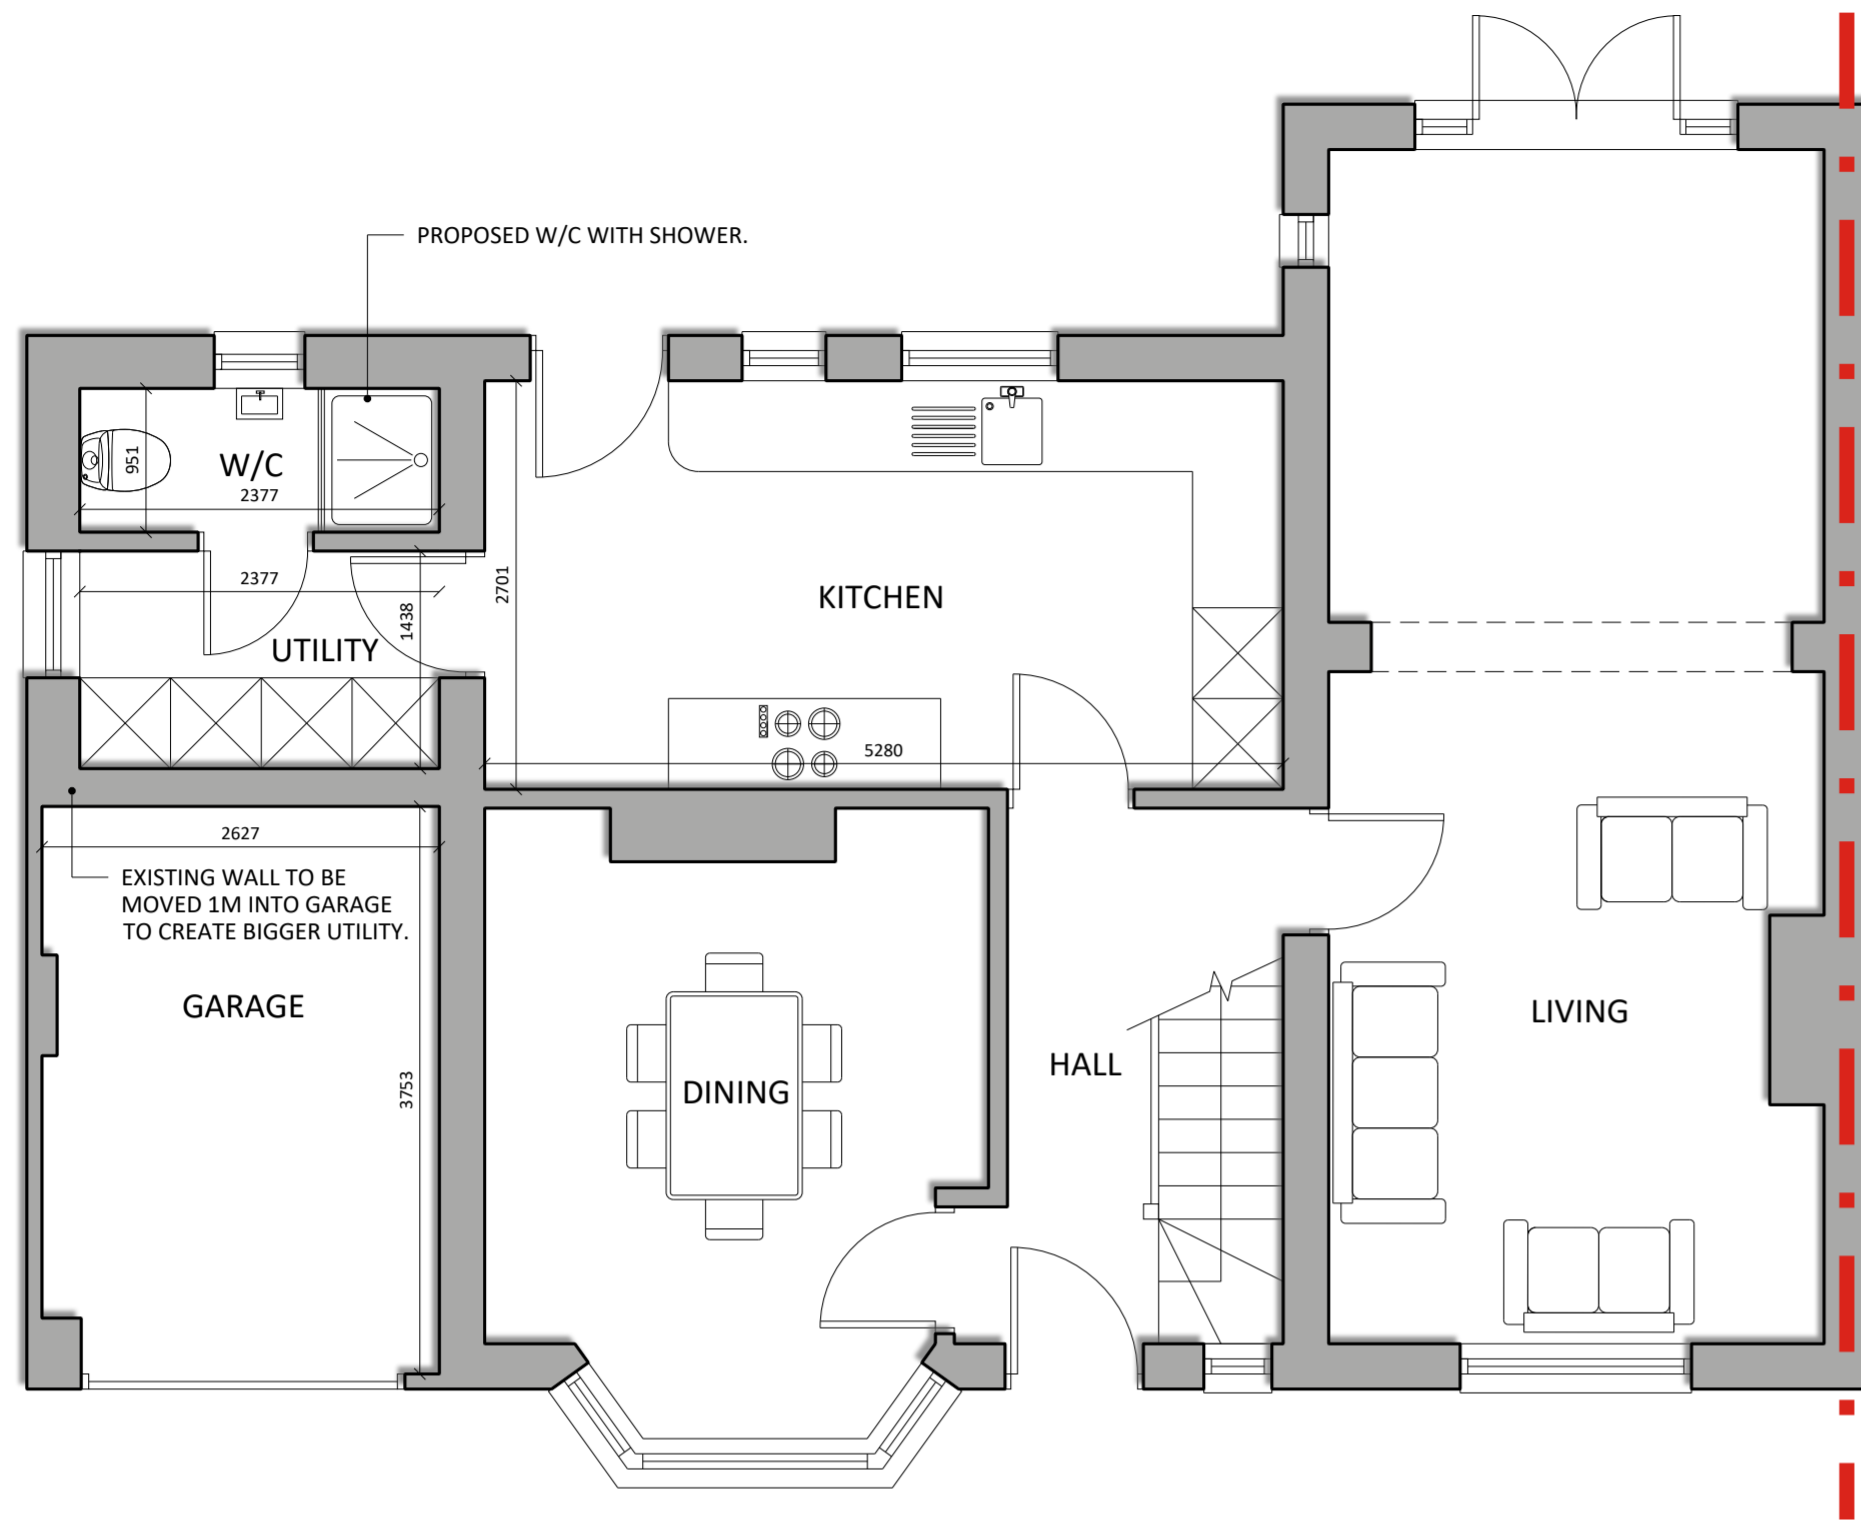 PROPOSED W/C WITH SHOWER.
951
W/C
2377
2377
1438
2701
KITCHEN
UTILITY
5280
2627
EXISTING WALL TO BE
MOVED 1M INTO GARAGE
TO CREATE BIGGER UTILITY.
GARAGE
3753
DINING
HALL
LIVING